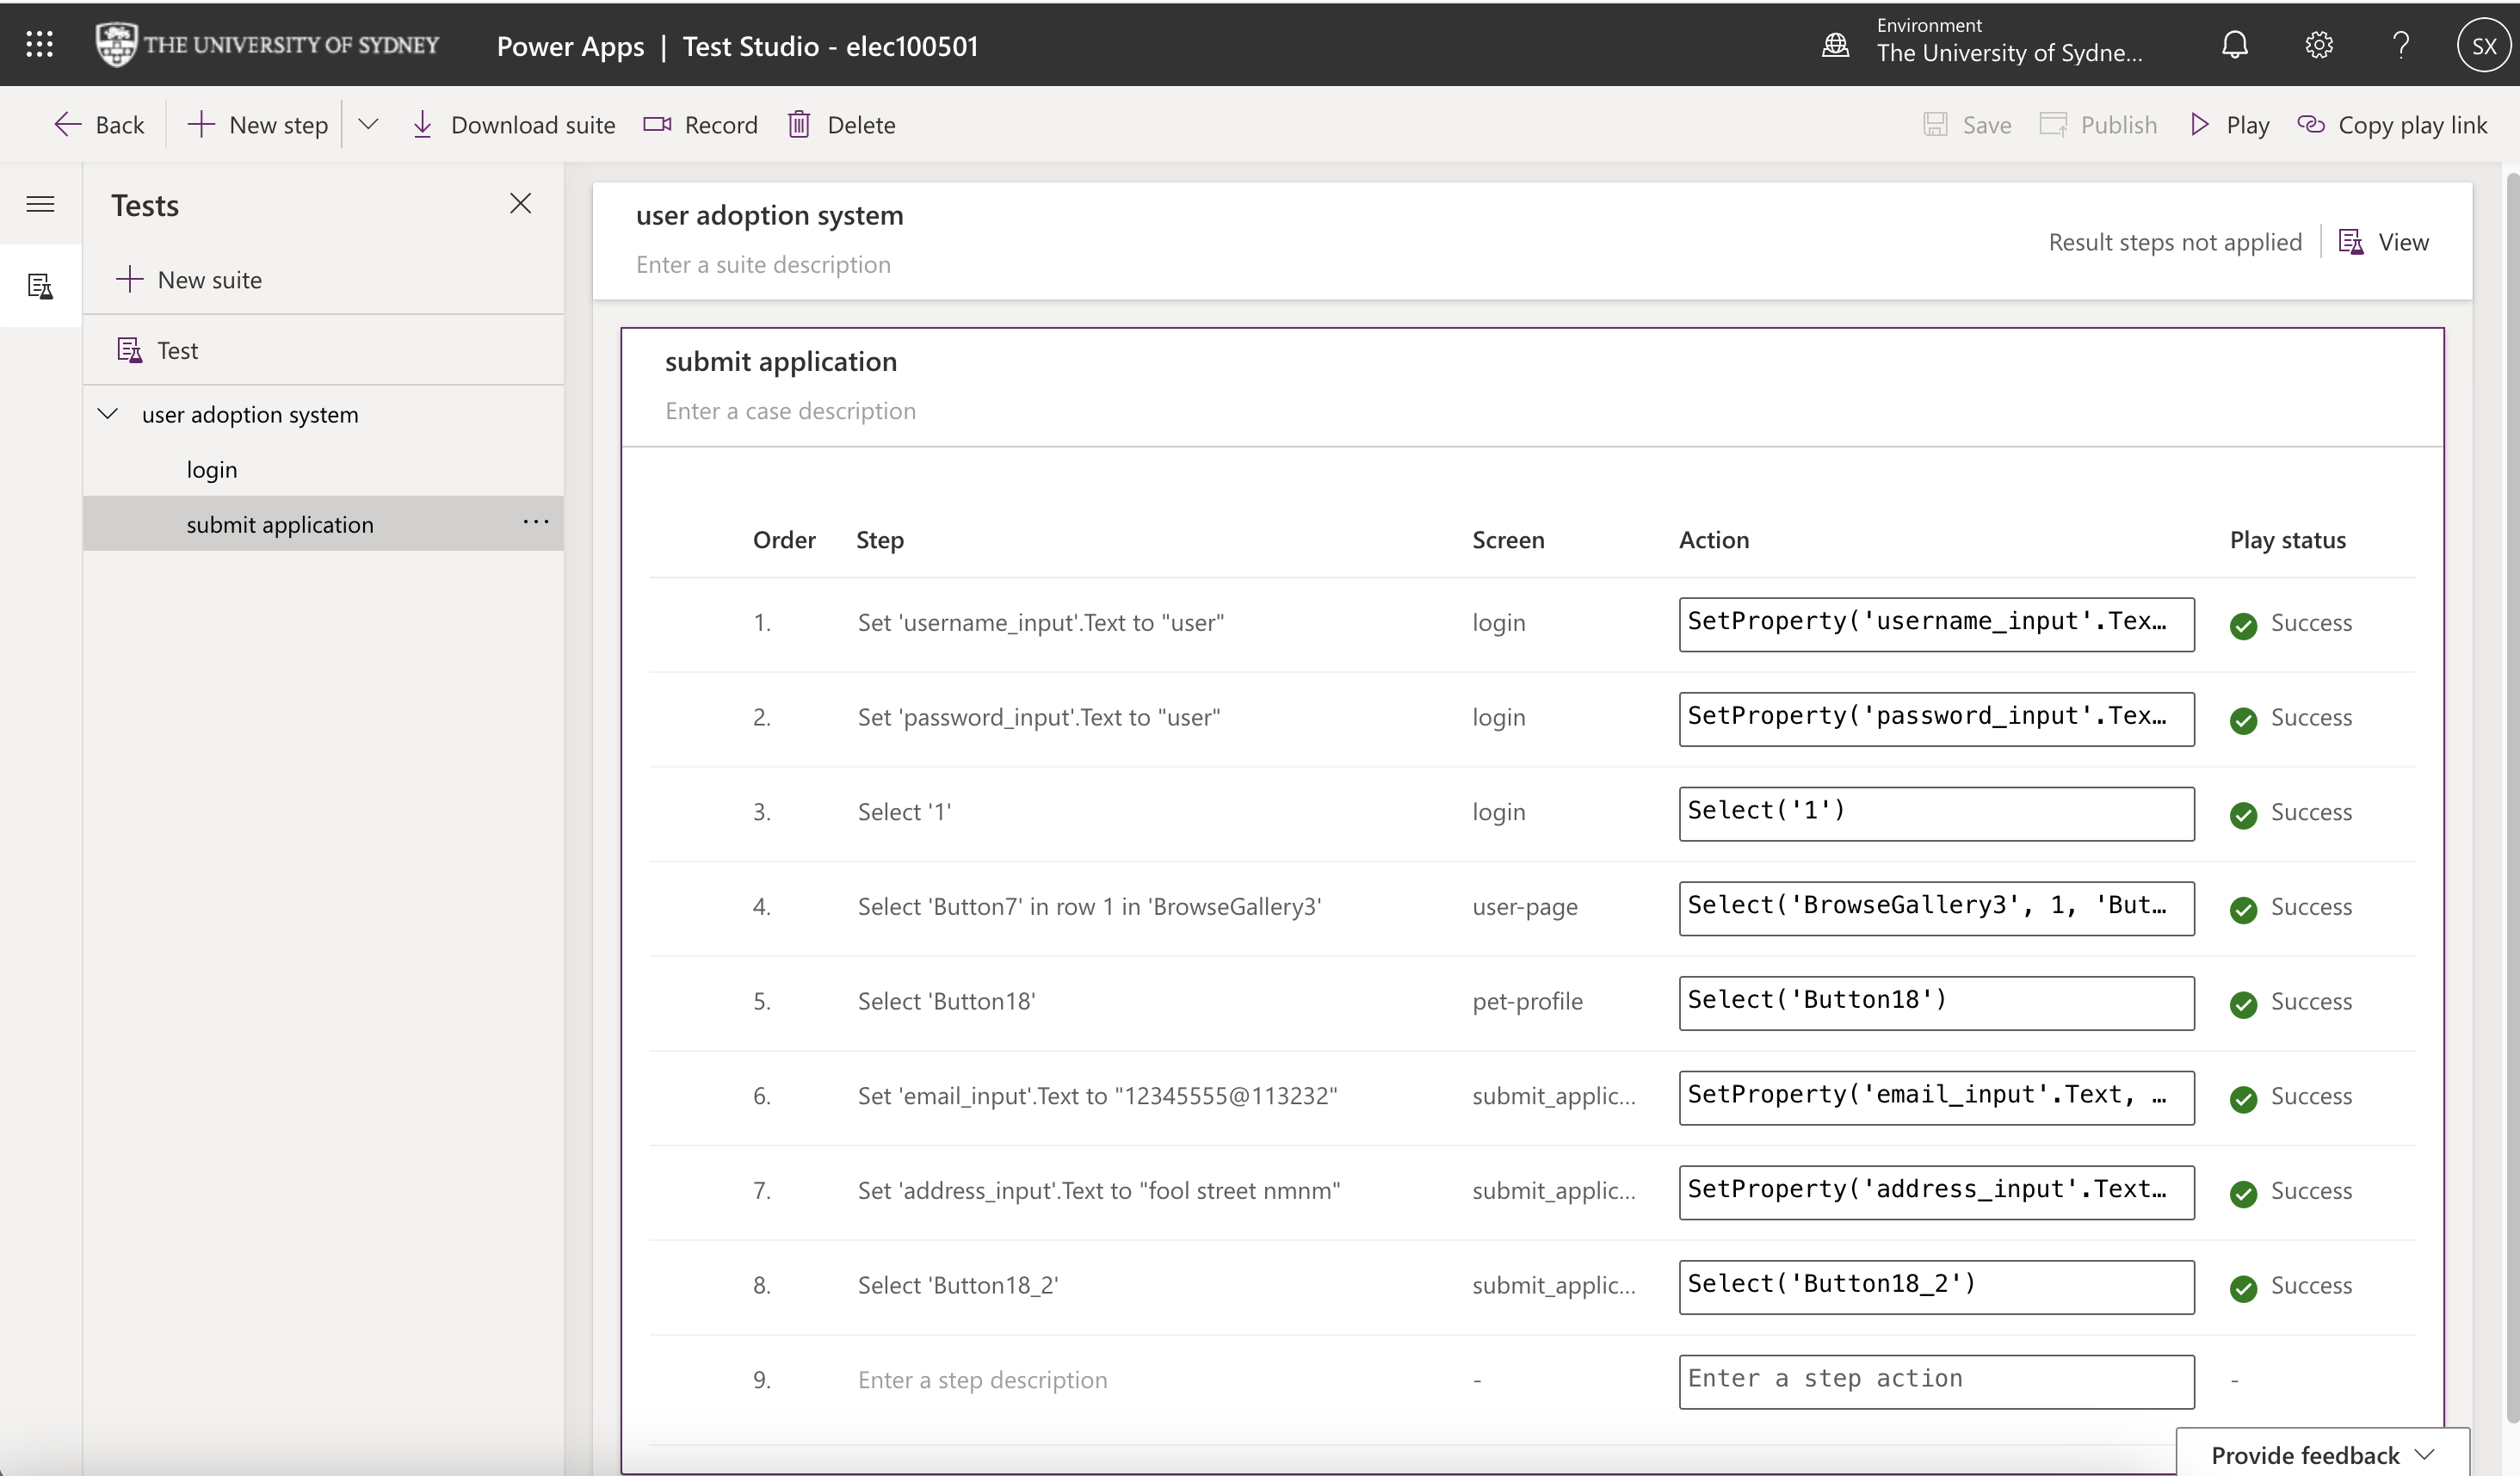 THE UNIVERSITY OF SYDNEY
Power Apps | Test Studio - elec100501
Environment
The University of Sydne...
SX
Back
New step
Download suite
Record
Delete
Save
Publish
Play
Copy play link
Tests
New suite
Test
user adoption system
login
submit application
...
user adoption system
Enter a suite description
Result steps not applied
View
submit application
Enter a case description
Order Step Screen Action Play status
1. Set 'username_input'.Text to "user" login SetProperty('username_input'.Tex… Success
2. Set 'password_input'.Text to "user" login SetProperty('password_input'.Tex… Success
3. Select '1' login Select('1') Success
4. Select 'Button7' in row 1 in 'BrowseGallery3' user-page Select('BrowseGallery3', 1, 'But… Success
5. Select 'Button18' pet-profile Select('Button18') Success
6. Set 'email_input'.Text to "12345555@113232" submit_applic... SetProperty('email_input'.Text, … Success
7. Set 'address_input'.Text to "fool street nmnm" submit_applic... SetProperty('address_input'.Text… Success
8. Select 'Button18_2' submit_applic... Select('Button18_2') Success
9. Enter a step description - Enter a step action -
Provide feedback